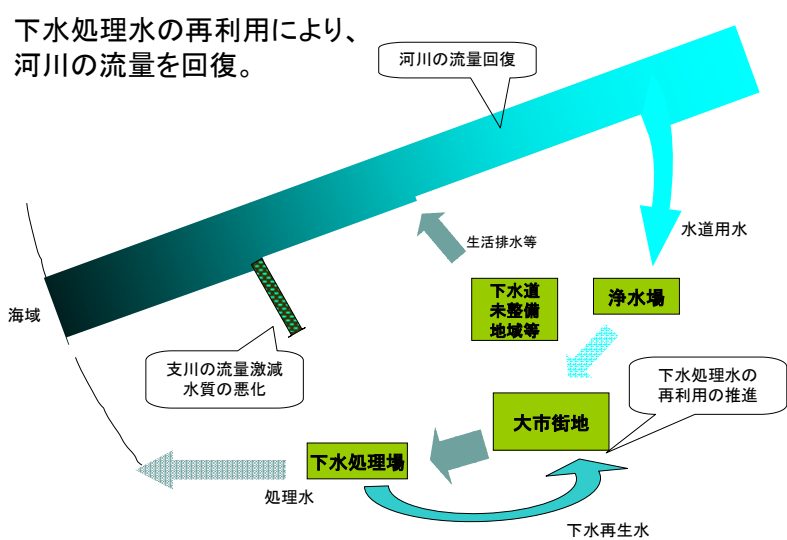 下水処理水の再利用により、
河川の流量を回復。
河川の流量回復
水道用水
生活排水等
下水道
未整備
地域等
浄水場
海域
支川の流量激減
水質の悪化
下水処理水の
再利用の推進
大市街地
下水処理場
処理水
下水再生水